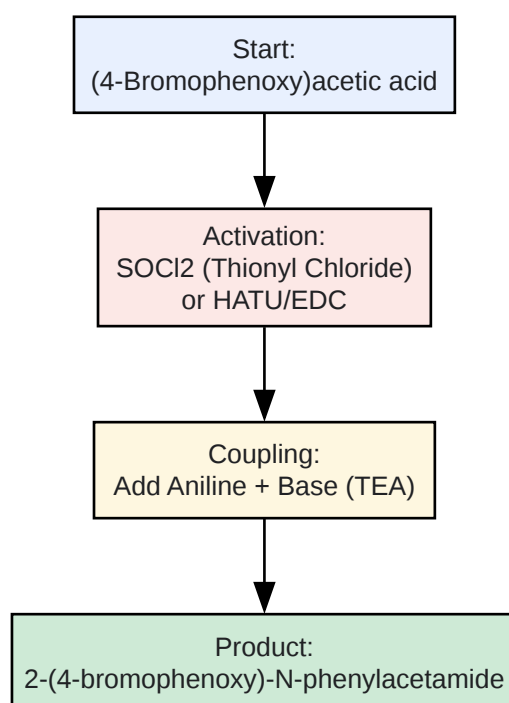 Start:
(4-Bromophenoxy)acetic acid
Activation:
SOCl2 (Thionyl Chloride)
or HATU/EDC
Coupling:
Add Aniline + Base (TEA)
Product:
2-(4-bromophenoxy)-N-phenylacetamide